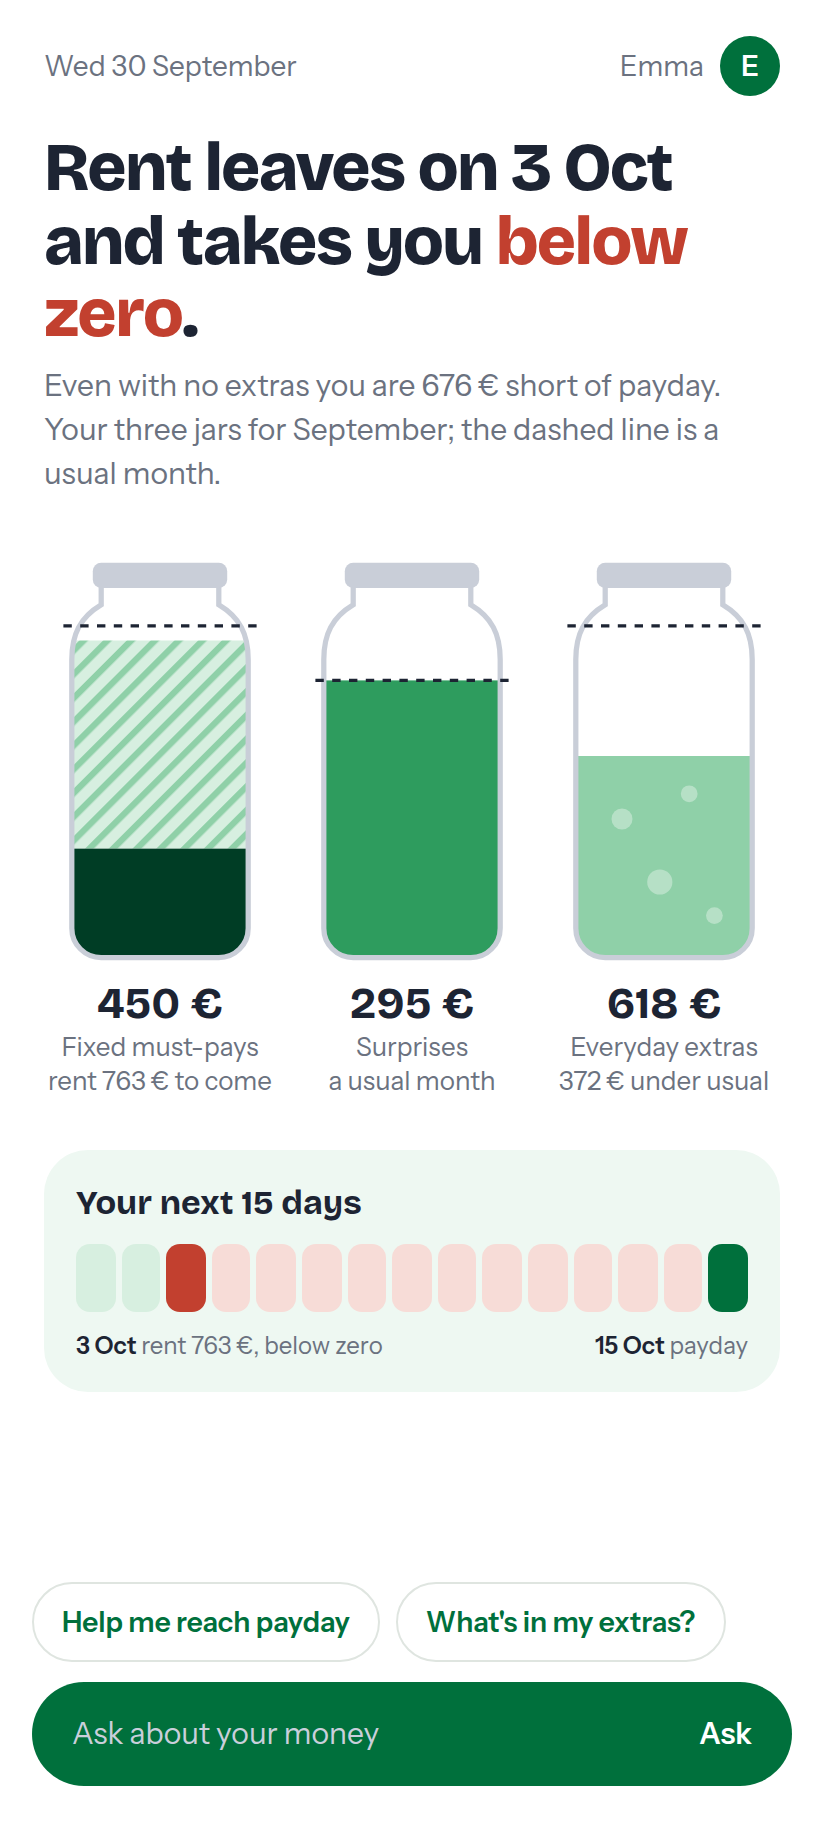 Wed 30 September
Emma E
Rent leaves on 3 Oct
and takes you below
zero.
Even with no extras you are 676 € short of payday.
Your three jars for September; the dashed line is a
usual month.
450 €
Fixed must-pays
rent 763 € to come
295 €
Surprises
a usual month
618 €
Everyday extras
372 € under usual
Your next 15 days
3 Oct rent 763 €, below zero
15 Oct payday
Help me reach payday
What's in my extras?
Ask about your money
Ask